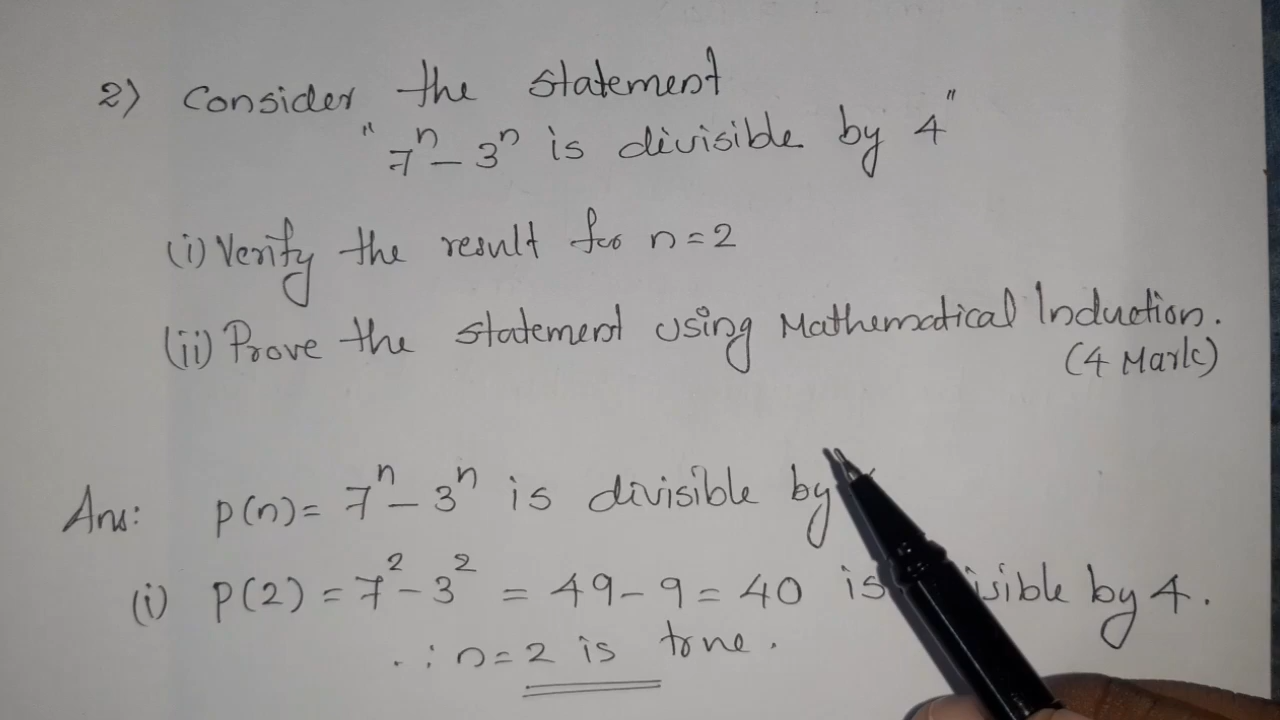 2) Consider the statement
"7ⁿ - 3ⁿ is divisible by 4"
(i) Verify the result for n=2
(ii) Prove the statement using Mathematical Induction.
(4 Mark)
Ans: p(n)= 7ⁿ - 3ⁿ is divisible by
(i) p(2) = 7² - 3² = 49 - 9 = 40 is by 4.
∴ n=2 is true.